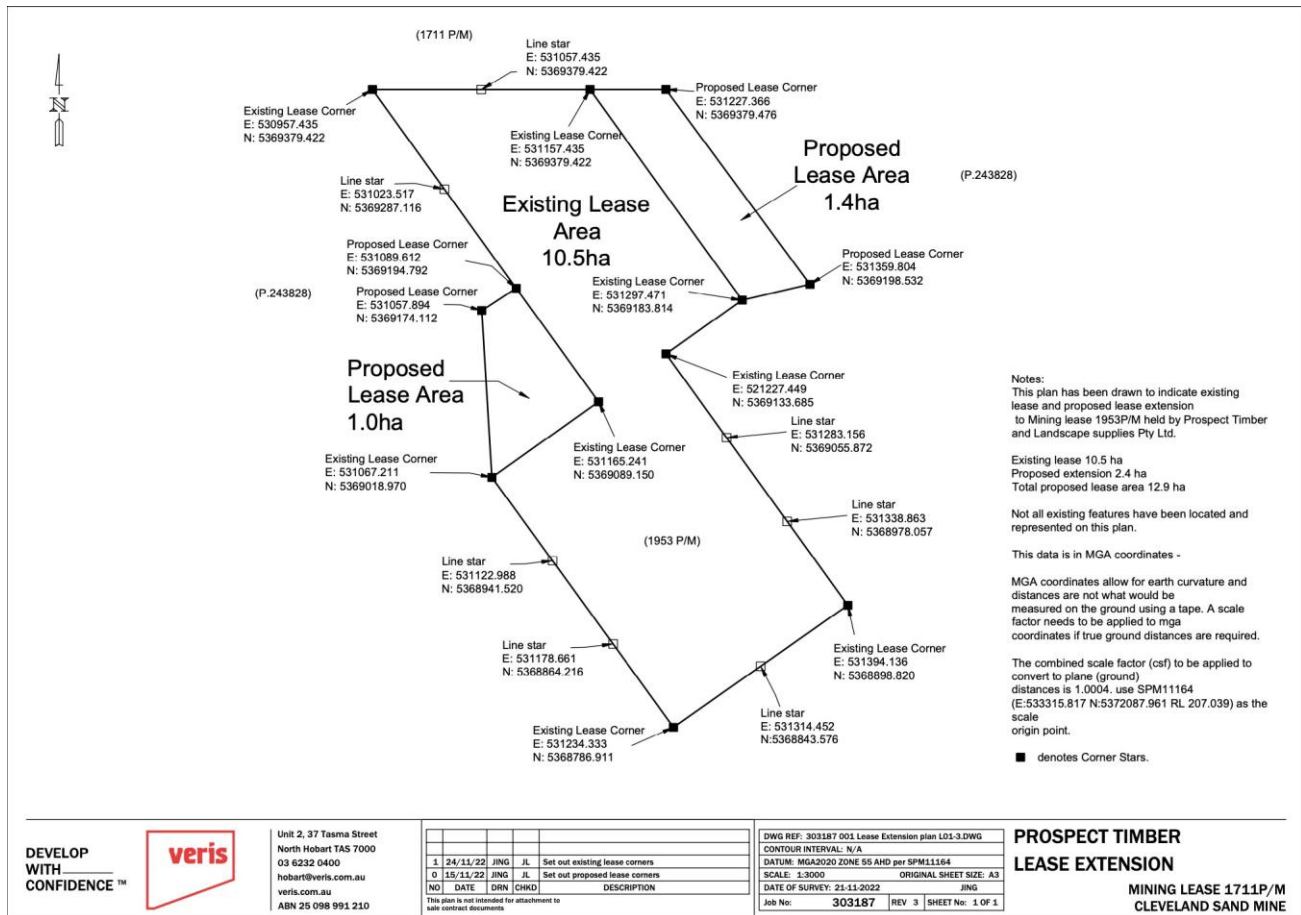 (1711 P/M)
Line star
E: 531057.435
N: 5369379.422
N
Existing Lease Corner
E: 530957.435
N: 5369379.422
Proposed Lease Corner
E: 531227.366
N: 5369379.476
Existing Lease Corner
E: 531157.435
N: 5369379.422
Proposed
Lease Area
1.4ha
(P.243828)
Line star
E: 531023.517
N: 5369287.116
Existing Lease
Area
10.5ha
Proposed Lease Corner
E: 531089.612
N: 5369194.792
Proposed Lease Corner
E: 531359.804
N: 5369198.532
Existing Lease Corner
E: 531297.471
N: 5369183.814
(P.243828)
Proposed Lease Corner
E: 531057.894
N: 5369174.112
Proposed
Lease Area
1.0ha
Existing Lease Corner
E: 521227.449
N: 5369133.685
Line star
E: 531283.156
N: 5369055.872
Existing Lease Corner
E: 531165.241
N: 5369089.150
Existing Lease Corner
E: 531067.211
N: 5369018.970
Line star
E: 531338.863
N: 5368978.057
(1953 P/M)
Line star
E: 531122.988
N: 5368941.520
Line star
E: 531178.661
N: 5368864.216
Existing Lease Corner
E: 531394.136
N: 5368898.820
Line star
E: 531314.452
N:5368843.576
Existing Lease Corner
E: 531234.333
N: 5368786.911
Notes:
This plan has been drawn to indicate existing
lease and proposed lease extension
to Mining lease 1953P/M held by Prospect Timber
and Landscape supplies Pty Ltd.
Existing lease 10.5 ha
Proposed extension 2.4 ha
Total proposed lease area 12.9 ha
Not all existing features have been located and
represented on this plan.
This data is in MGA coordinates -
MGA coordinates allow for earth curvature and
distances are not what would be
measured on the ground using a tape. A scale
factor needs to be applied to mga
coordinates if true ground distances are required.
The combined scale factor (csf) to be applied to
convert to plane (ground)
distances is 1.0004. use SPM11164
(E:533315.817 N:5372087.961 RL 207.039) as the
scale
origin point.
denotes Corner Stars.
DEVELOP
WITH
CONFIDENCE ™
veris
Unit 2, 37 Tasma Street
North Hobart TAS 7000
03 6232 0400
hobart@veris.com.au
veris.com.au
ABN 25 098 991 210
1 24/11/22 JING JL Set out existing lease corners
0 15/11/22 JING JL Set out proposed lease corners
NO DATE DRN CHKD DESCRIPTION
This plan is not intended for attachment to
sale contract documents
DWG REF: 303187 001 Lease Extension plan L01-3.DWG
CONTOUR INTERVAL: N/A
DATUM: MGA2020 ZONE 55 AHD per SPM11164
SCALE: 1:3000 ORIGINAL SHEET SIZE: A3
DATE OF SURVEY: 21-11-2022 JING
Job No: 303187 REV 3 SHEET No: 1 OF 1
PROSPECT TIMBER
LEASE EXTENSION
MINING LEASE 1711P/M
CLEVELAND SAND MINE